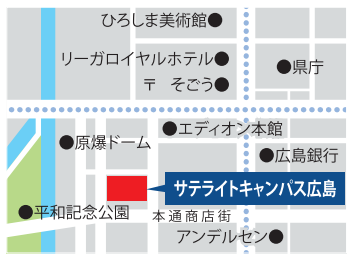 ひろしま美術館●
リーガロイヤルホテル●
●県庁
〒 そごう●
●エディオン本館
●原爆ドーム
●広島銀行
サテライトキャンパス広島
●平和記念公園
本通商店街
アンデルセン●